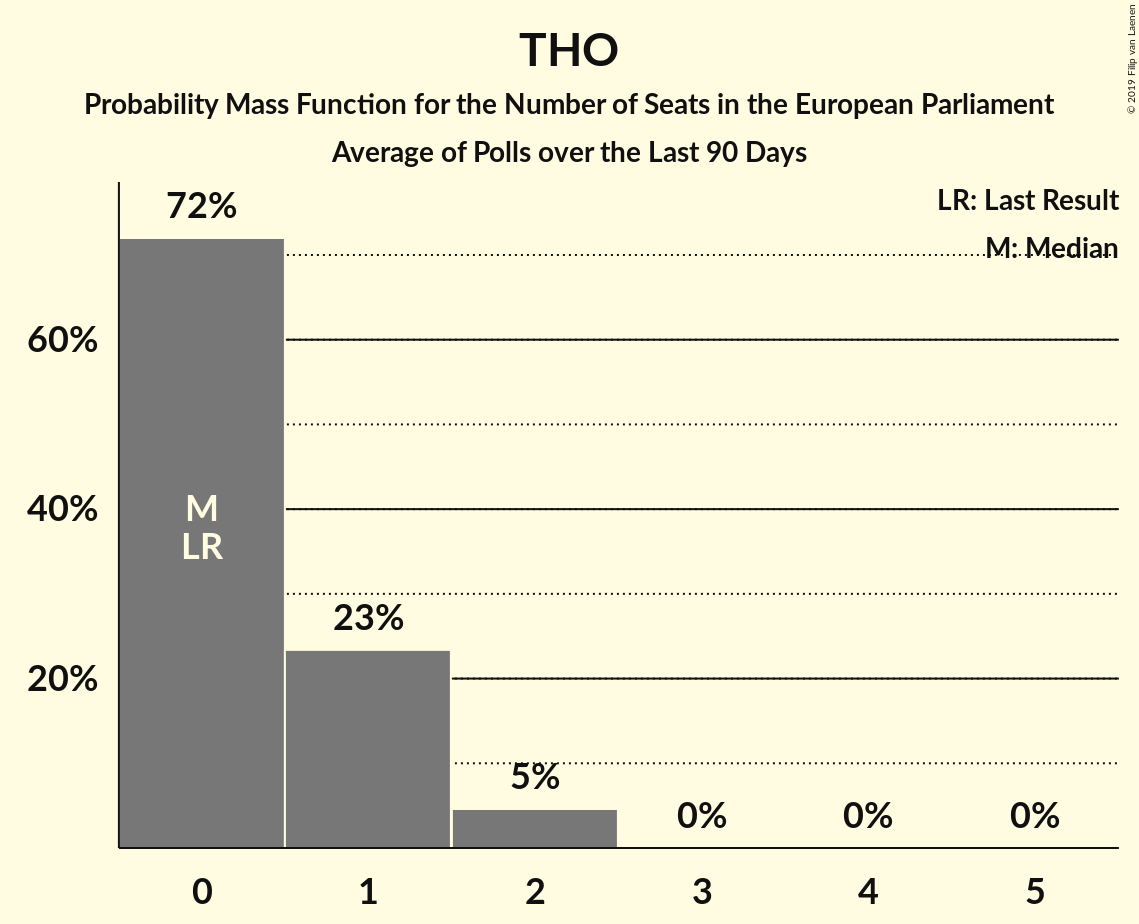 THO
Probability Mass Function for the Number of Seats in the European Parliament
Average of Polls over the Last 90 Days
© 2019 Filip van Laenen
LR: Last Result
M: Median
72%
60%
M
40%
LR
23%
20%
5%
0%
0%
0%
0
1
2
3
4
5